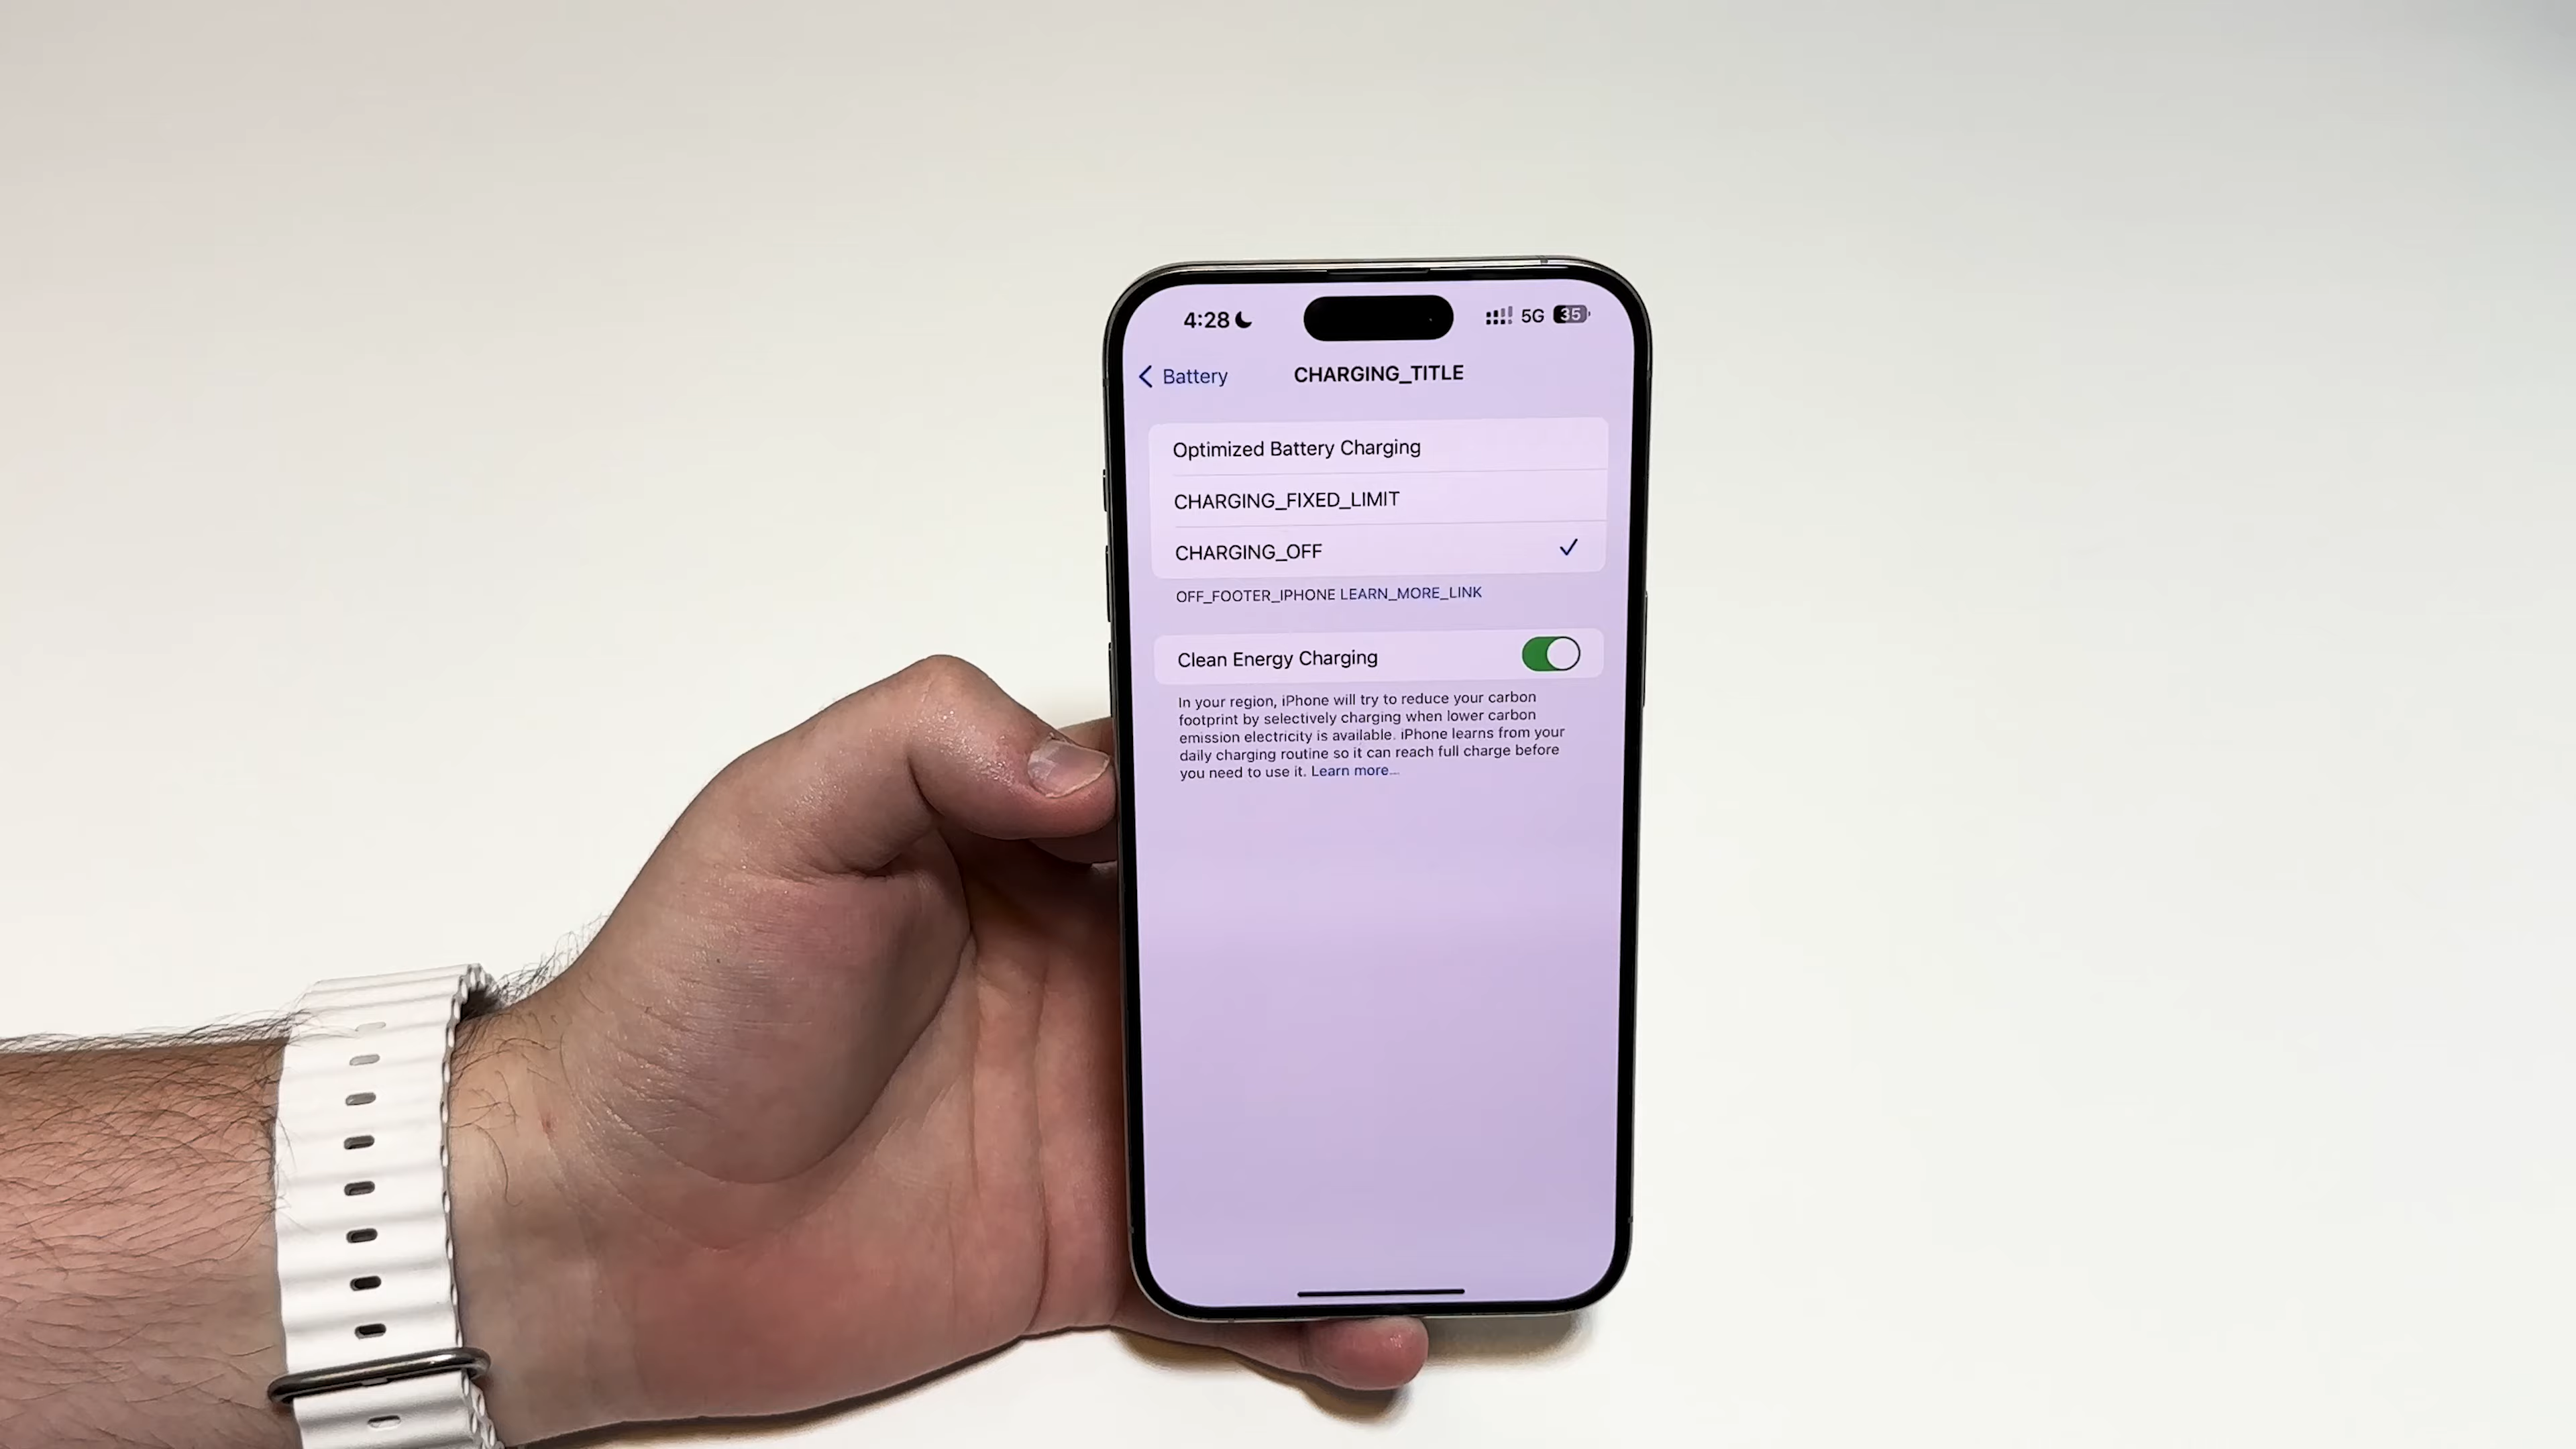 4:28 5G 35
Battery CHARGING_TITLE
Optimized Battery Charging
CHARGING_FIXED_LIMIT
CHARGING_OFF
OFF_FOOTER_IPHONE LEARN_MORE_LINK
Clean Energy Charging
In your region, iPhone will try to reduce your carbon
footprint by selectively charging when lower carbon
emission electricity is available. iPhone learns from your
daily charging routine so it can reach full charge before
you need to use it. Learn more...